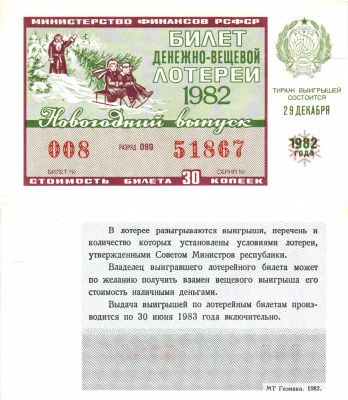 МИНИСТЕРСТВО ФИНАНСОВ РСФСР
БИЛЕТ
ДЕНЕЖНО-ВЕЩЕВОЙ
ЛОТЕРЕИ
1982
Новогодний выпуск
008 РАЗРЯД 099 51867
БИЛЕТ № СЕРИЯ №
СТОИМОСТЬ БИЛЕТА 30 КОПЕЕК
ТИРАЖ ВЫИГРЫШЕЙ
СОСТОИТСЯ
29 ДЕКАБРЯ
1982
ГОДА
В лотерее разыгрываются выигрыши, перечень и
количество которых установлены условиями лотереи,
утвержденными Советом Министров республики.
Владелец выигравшего лотерейного билета может
по желанию получить взамен вещевого выигрыша его
стоимость наличными деньгами.
Выдача выигрышей по лотерейным билетам произ-
водится по 30 июня 1983 года включительно.
МТ Гознака. 1982.